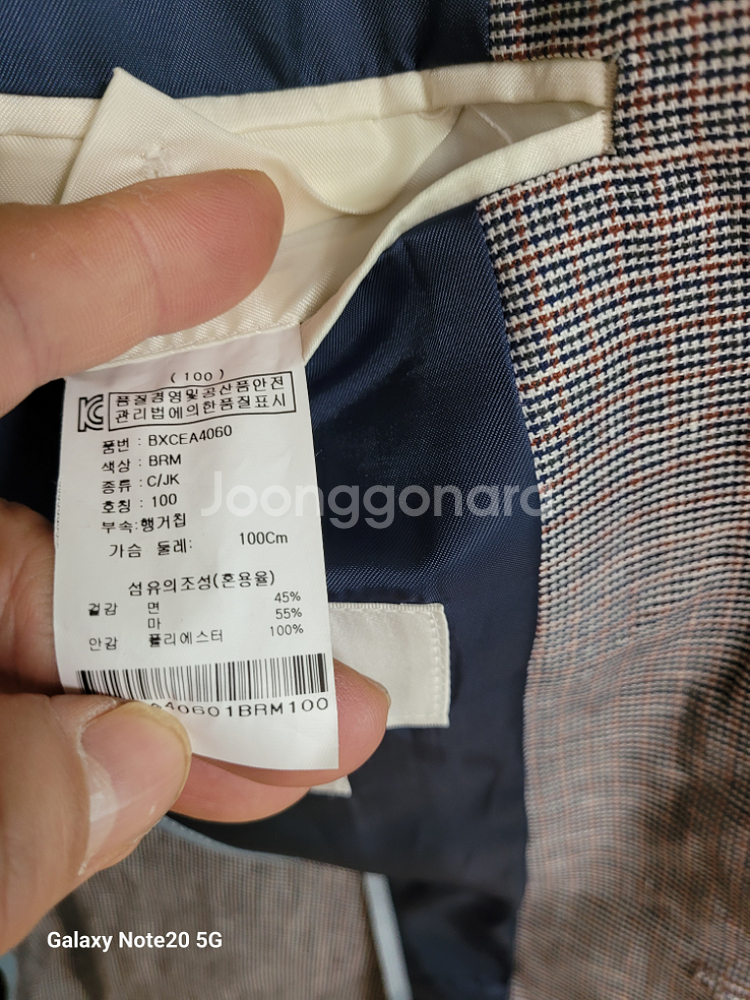 (100)
품질경영및공산품안전
관리법에의한품질표시
품번 : BXCEA4060
색상 : BRM
종류 : C/JK
호칭 : 100
부속:행거칩
가슴 둘레: 100Cm
섬유의조성(혼용율)
겉감 면 45%
마 55%
안감 폴리에스터 100%
40601BRM100
Joonggonara
Galaxy Note20 5G